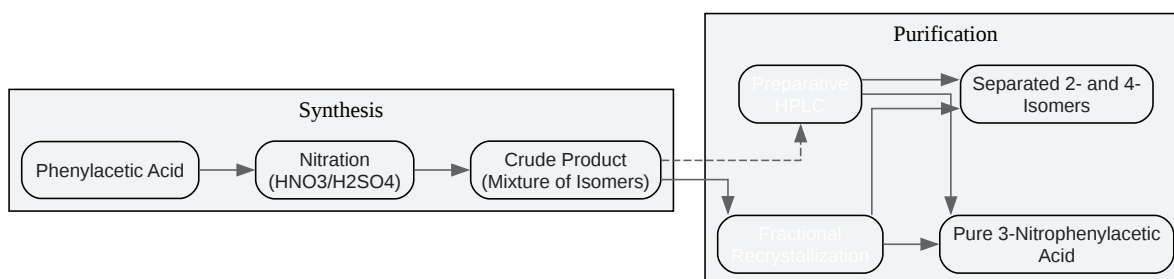 Synthesis
Phenylacetic Acid
Nitration
(HNO3/H2SO4)
Crude Product
(Mixture of Isomers)
Purification
Preparative
HPLC
Separated 2- and 4-
Isomers
Fractional
Recrystallization
Pure 3-Nitrophenylacetic
Acid